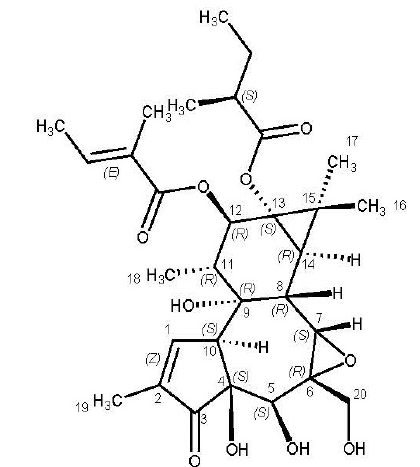 H₃C
H₃C CH₃ H₃C (S)
(E) O O 17 CH₃
O O 13 15 CH₃ 16
O 12 (R) (S) (R) 14 H
18 H₃C 11 (R) (R) 8 H
HO 9 (R) 7 H
1 (S) 10 H (S) O
(Z) 4 (S) 5 (R) 6
19 H₃C 2 3 (S) 20
O OH OH OH